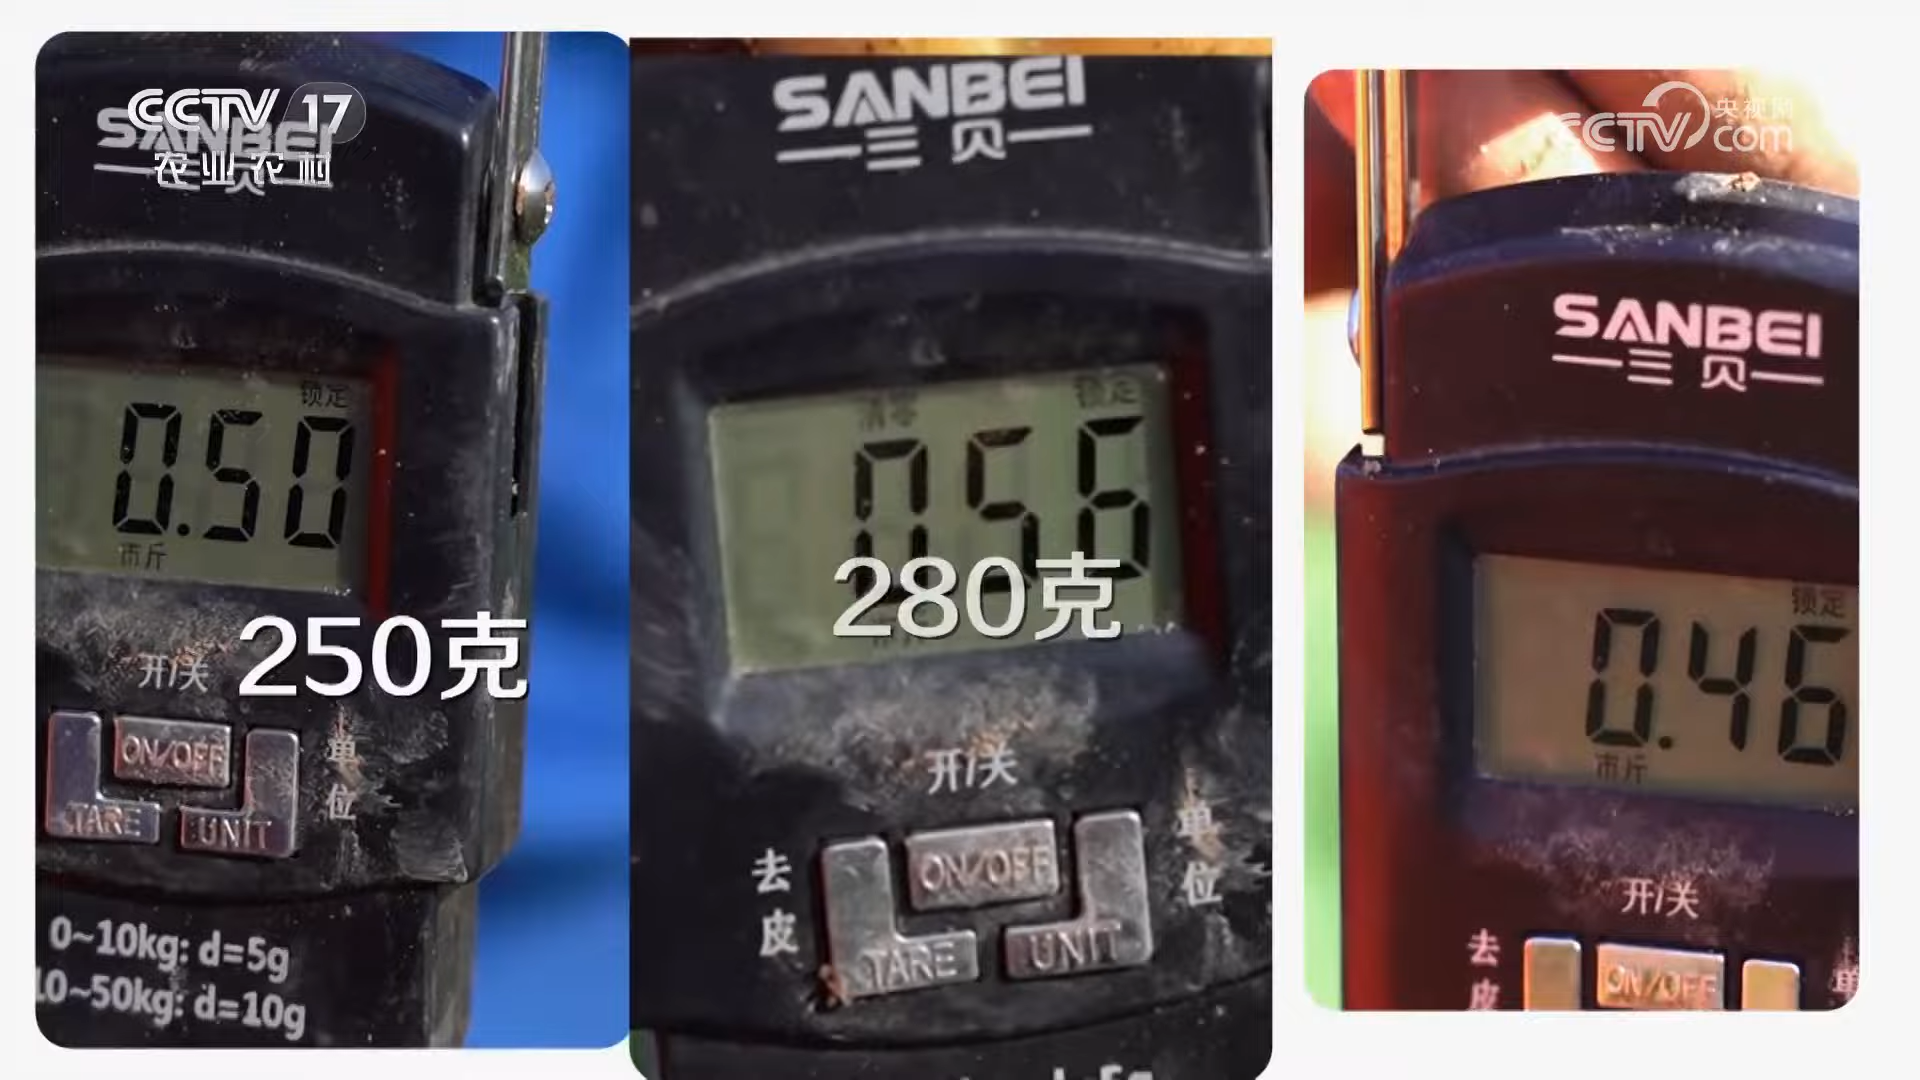 CCTV 17
农业农村
SANBEI
锁定
0.50
市斤
250克
开/关
ON/OFF
TARE
UNIT
单位
0~10kg: d=5g
10~50kg: d=10g
SANBEI
三贝
清零
锁定
0.56
280克
开/关
去皮
ON/OFF
单位
TARE
UNIT
央视网
CCTV.com
SANBEI
三贝
锁定
0.46
市斤
开/关
去皮
ON/OFF
单